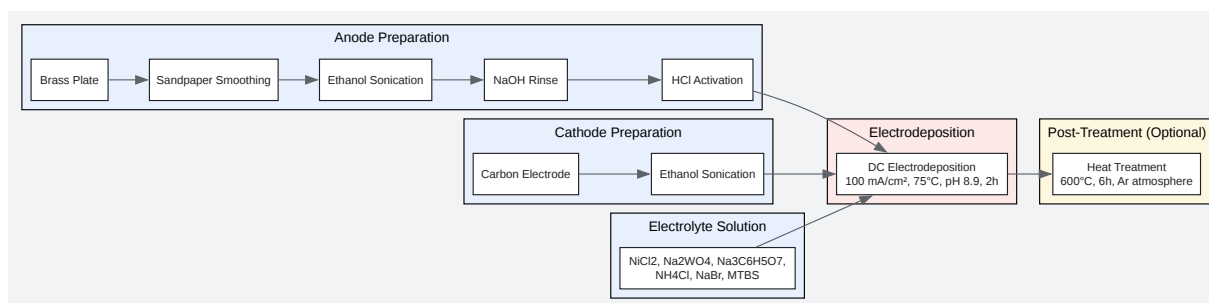 Anode Preparation
Brass Plate
Sandpaper Smoothing
Ethanol Sonication
NaOH Rinse
HCl Activation
Cathode Preparation
Carbon Electrode
Ethanol Sonication
Electrodeposition
DC Electrodeposition
100 mA/cm², 75°C, pH 8.9, 2h
Post-Treatment (Optional)
Heat Treatment
600°C, 6h, Ar atmosphere
Electrolyte Solution
NiCl2, Na2WO4, Na3C6H5O7,
NH4Cl, NaBr, MTBS